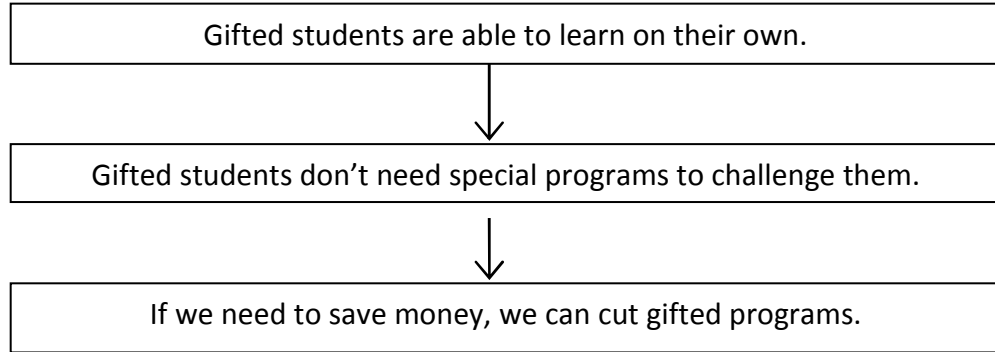 Gifted students are able to learn on their own.
Gifted students don’t need special programs to challenge them.
If we need to save money, we can cut gifted programs.